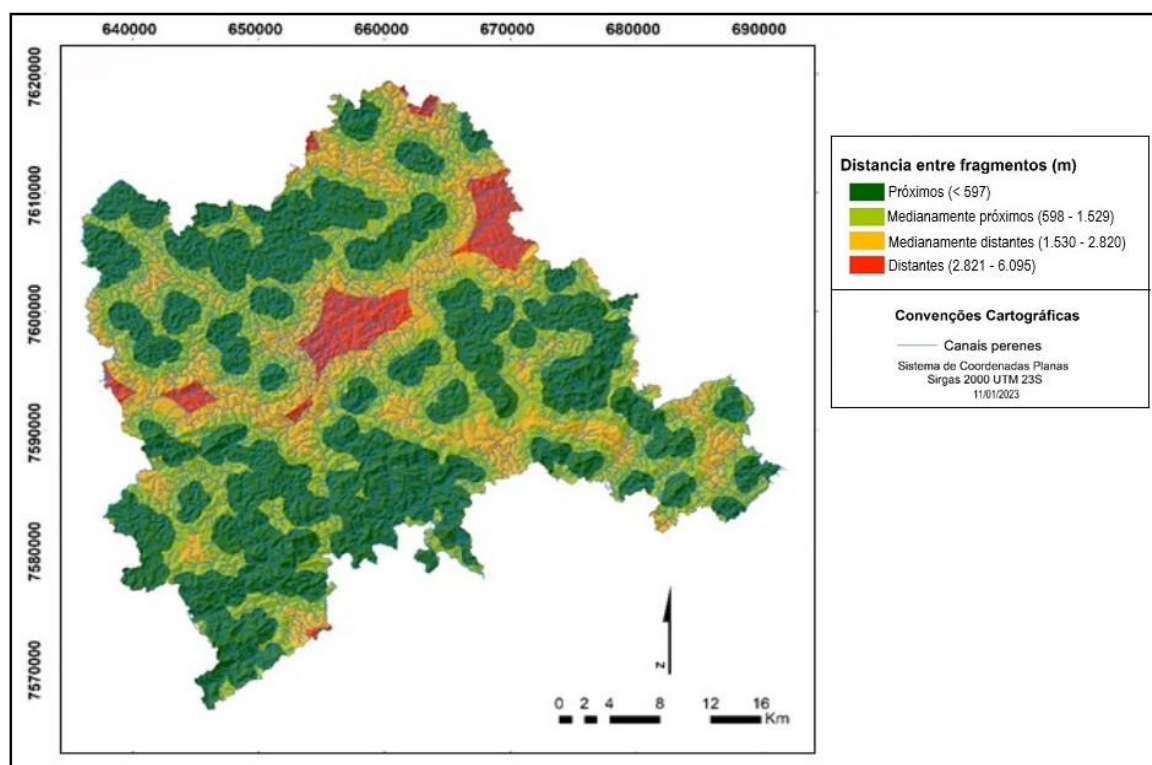 640000 650000 660000 670000 680000 690000
7620000
7610000
7600000
7590000
7580000
7570000
Distancia entre fragmentos (m)
Próximos (< 597)
Medianamente próximos (598 - 1.529)
Medianamente distantes (1.530 - 2.820)
Distantes (2.821 - 6.095)
Convenções Cartográficas
Canais perenes
Sistema de Coordenadas Planas
Sirgas 2000 UTM 23S
11/01/2023
N
0 2 4 8 12 16
Km